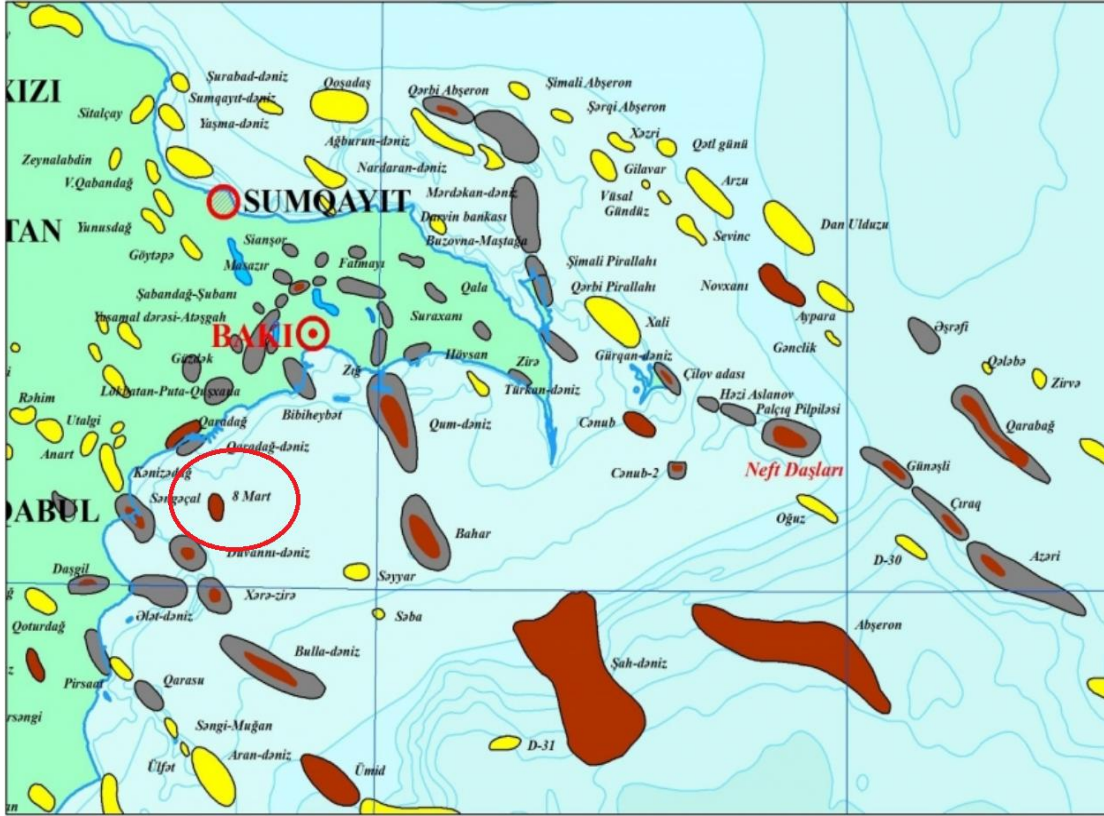 Şurabad-dəniz
Qoşadaş
Qərbi Abşeron
Şimali Abşeron
XIZI
Sitalçay
Sumqayıt-dəniz
Yaşma-dəniz
Şərqi Abşeron
Xəzri
Qətl günü
Ağburun-dəniz
Nardaran-dəniz
Zeynalabdin
V.Qabandağ
Gilavar
Arzu
Vüsal
Gündüz
SUMQAYIT
Mərdəkan-dəniz
Darvin bankası
Buzovna-Maştağa
Yunusdağ
TAN
Sevinc
Dan Ulduzu
Göytəpə
Sianşor
Masazır
Fatmayı
Şimali Pirallahı
Qərbi Pirallahı
Novxanı
Şabandağ-Şubanı
Qala
Yasamal dərəsi-Atəşgah
Suraxanı
Xali
Aypara
BAKI
Gənclik
Əşrəfi
Güzdək
Zığ
Hövsan
Zirə
Gürqan-dəniz
Çilov adası
Qələbə
Zirvə
Lökbatan-Puta-Quşxana
Bibiheybət
Türkan-dəniz
Həzi Aslanov
Palçıq Pilpiləsi
Rəhim
Utalgi
Qaradağ
Qum-dəniz
Cənub
Qarabağ
Anart
Qaradağ-dəniz
Cənub-2
Neft Daşları
Günəşli
Kənizədağ
Səngəçal
8 Mart
QABUL
Oğuz
Çıraq
Bahar
Duvannı-dəniz
D-30
Azəri
Daşgil
Səyyar
Xərə-zirə
Ələt-dəniz
Səba
Qoturdağ
Abşeron
Bulla-dəniz
Şah-dəniz
Pirsaat
Qarasu
rsəngi
Səngi-Muğan
D-31
Aran-dəniz
Ülfət
Ümid
an